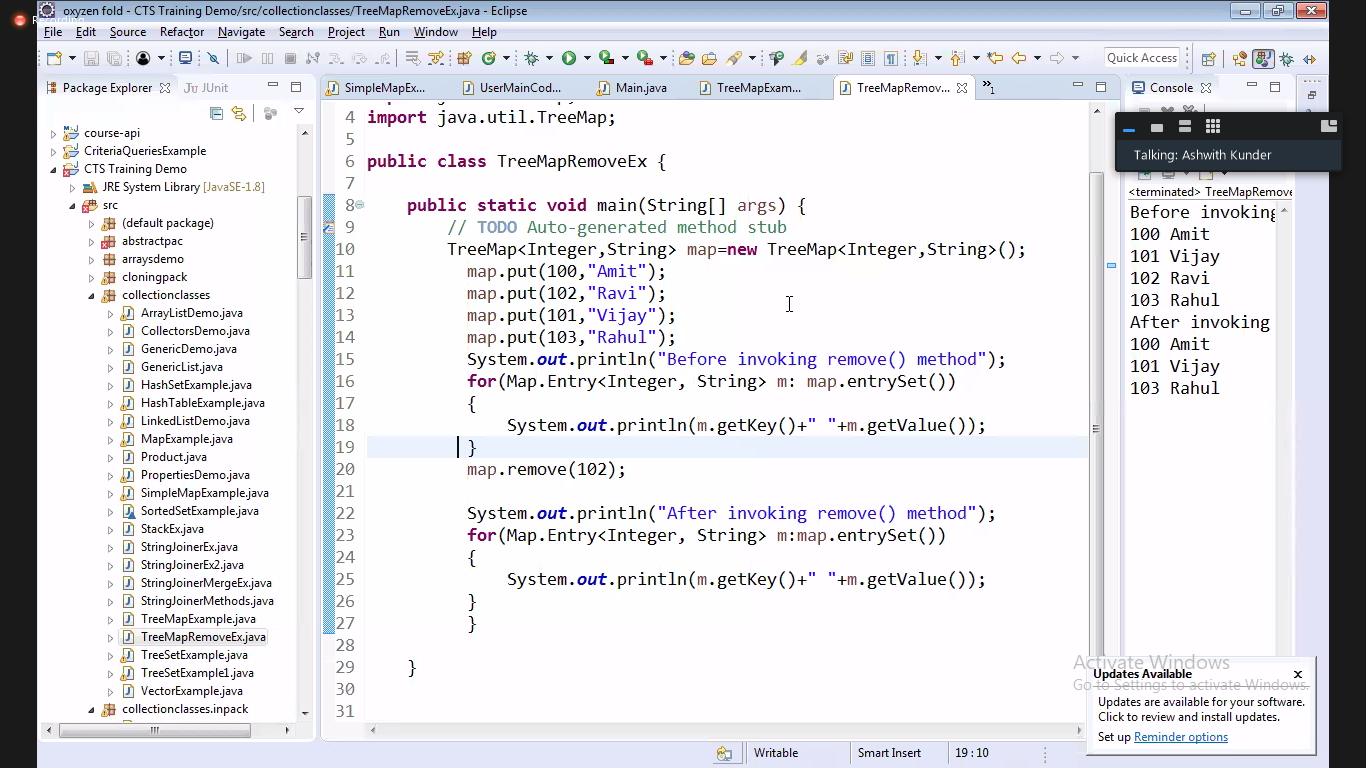 oxyzen fold - CTS Training Demo/src/collectionclasses/TreeMapRemoveEx.java - Eclipse
File Edit Source Refactor Navigate Search Project Run Window Help
Quick Access
Package Explorer JUnit
course-api
CriteriaQueriesExample
CTS Training Demo
JRE System Library [JavaSE-1.8]
src
(default package)
abstractpac
arraysdemo
cloningpack
collectionclasses
ArrayListDemo.java
CollectorsDemo.java
GenericDemo.java
GenericList.java
HashSetExample.java
HashTableExample.java
LinkedListDemo.java
MapExample.java
Product.java
PropertiesDemo.java
SimpleMapExample.java
SortedSetExample.java
StackEx.java
StringJoinerEx.java
StringJoinerEx2.java
StringJoinerMergeEx.java
StringJoinerMethods.java
TreeMapExample.java
TreeMapRemoveEx.java
TreeSetExample.java
TreeSetExample1.java
VectorExample.java
collectionclasses.inpack
SimpleMapEx... UserMainCod... Main.java TreeMapExam... TreeMapRemov... »1
4 import java.util.TreeMap;
5
6 public class TreeMapRemoveEx {
7
8 public static void main(String[] args) {
9 // TODO Auto-generated method stub
10 TreeMap<Integer,String> map=new TreeMap<Integer,String>();
11 map.put(100,"Amit");
12 map.put(102,"Ravi");
13 map.put(101,"Vijay");
14 map.put(103,"Rahul");
15 System.out.println("Before invoking remove() method");
16 for(Map.Entry<Integer, String> m: map.entrySet())
17 {
18 System.out.println(m.getKey()+" "+m.getValue());
19 }
20 map.remove(102);
21
22 System.out.println("After invoking remove() method");
23 for(Map.Entry<Integer, String> m:map.entrySet())
24 {
25 System.out.println(m.getKey()+" "+m.getValue());
26 }
27 }
28
29 }
30
31
Console
Talking: Ashwith Kunder
<terminated> TreeMapRemove
Before invoking
100 Amit
101 Vijay
102 Ravi
103 Rahul
After invoking
100 Amit
101 Vijay
103 Rahul
Activate Windows
Go to Settings to activate Windows.
Updates Available
Updates are available for your software.
Click to review and install updates.
Set up Reminder options
Writable Smart Insert 19 : 10